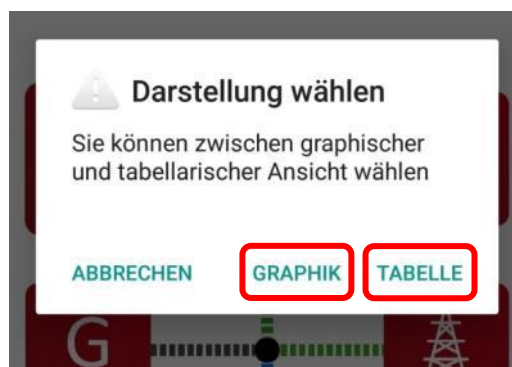 Darstellung wählen
Sie können zwischen graphischer
und tabellarischer Ansicht wählen
ABBRECHEN GRAPHIK TABELLE
G